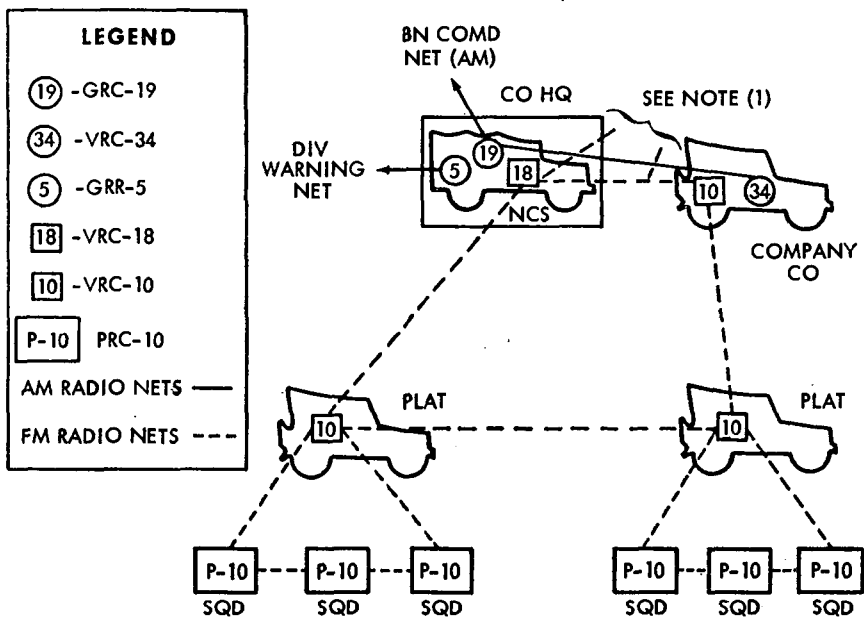 LEGEND
19 -GRC-19
34 -VRC-34
5 -GRR-5
18 -VRC-18
10 -VRC-10
P-10 PRC-10
AM RADIO NETS
FM RADIO NETS
BN COMD
NET (AM)
CO HQ
SEE NOTE (1)
DIV
WARNING
NET
5
19
18
NCS
10
34
COMPANY
CO
PLAT
10
PLAT
10
P-10
P-10
P-10
P-10
P-10
P-10
SQD
SQD
SQD
SQD
SQD
SQD